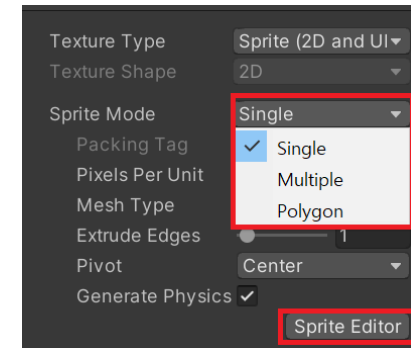 Texture Type Sprite (2D and UI
Texture Shape 2D
Sprite Mode Single
Packing Tag Single
Pixels Per Unit Multiple
Mesh Type Polygon
Extrude Edges 1
Pivot Center
Generate Physics
Sprite Editor